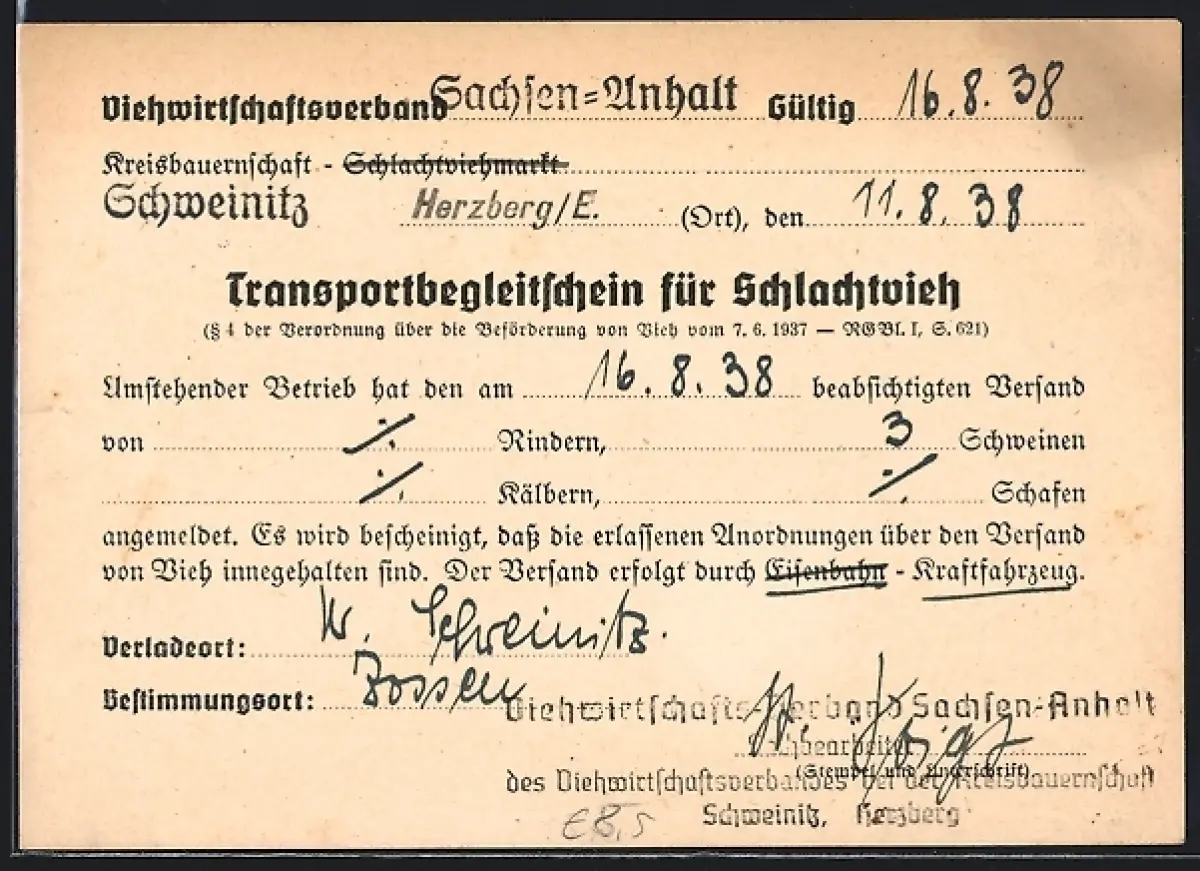 Viehwirtschaftsverband Sachsen-Anhalt Gültig 16.8.38
Kreisbauernschaft - Schlachtviehmarkt
Schweinitz Herzberg/E. (Ort), den 11.8.38
Transportbegleitschein für Schlachtvieh
(§ 4 der Verordnung über die Beförderung von Vieh vom 7. 6. 1937 — RGBl. I, S. 621)
Umstehender Betrieb hat den am 16.8.38 beabsichtigten Versand
von ./. Rindern, 3 Schweinen
./. Kälbern, ./. Schafen
angemeldet. Es wird bescheinigt, daß die erlassenen Anordnungen über den Versand
von Vieh innegehalten sind. Der Versand erfolgt durch Eisenbahn - Kraftfahrzeug.
Verladeort: Kr. Schweinitz.
Bestimmungsort: Zossen
Viehwirtschafts-Verband Sachsen-Anhalt
Sachbearbeiter
(Stempel und Unterschrift)
des Viehwirtschaftsverbandes bei der Kreisbauernschaft
Schweinitz, Herzberg